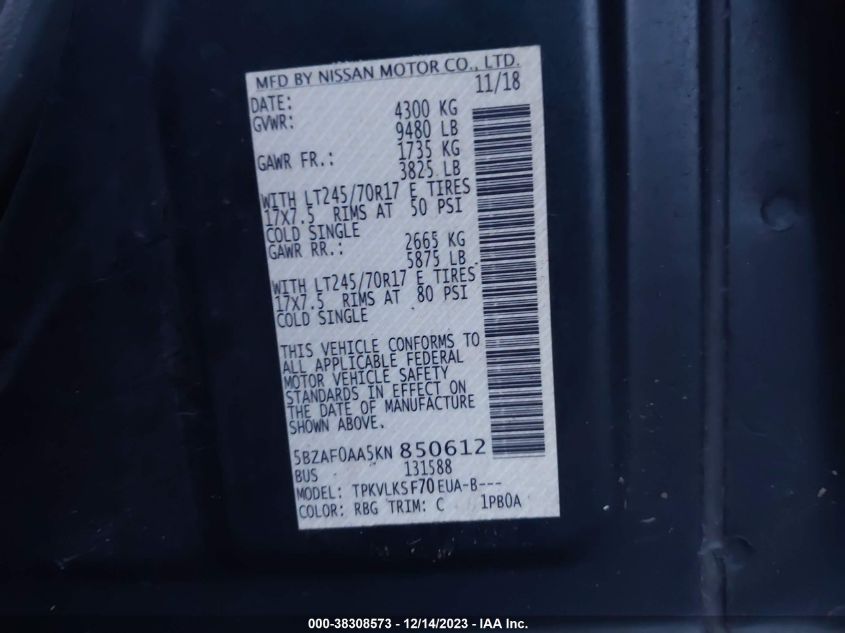 MFD BY NISSAN MOTOR CO., LTD.
DATE: 11/18
GVWR: 4300 KG
9480 LB
GAWR FR.: 1735 KG
3825 LB
WITH LT245/70R17 E TIRES
17X7.5 RIMS AT 50 PSI
COLD SINGLE
GAWR RR.: 2665 KG
5875 LB
WITH LT245/70R17 E TIRES
17X7.5 RIMS AT 80 PSI
COLD SINGLE
THIS VEHICLE CONFORMS TO
ALL APPLICABLE FEDERAL
MOTOR VEHICLE SAFETY
STANDARDS IN EFFECT ON
THE DATE OF MANUFACTURE
SHOWN ABOVE.
5BZAF0AA5KN 850612
BUS 131588
MODEL: TPKVLKSF70EUA-B---
COLOR: RBG TRIM: C 1PB0A
000-38308573 - 12/14/2023 - IAA Inc.